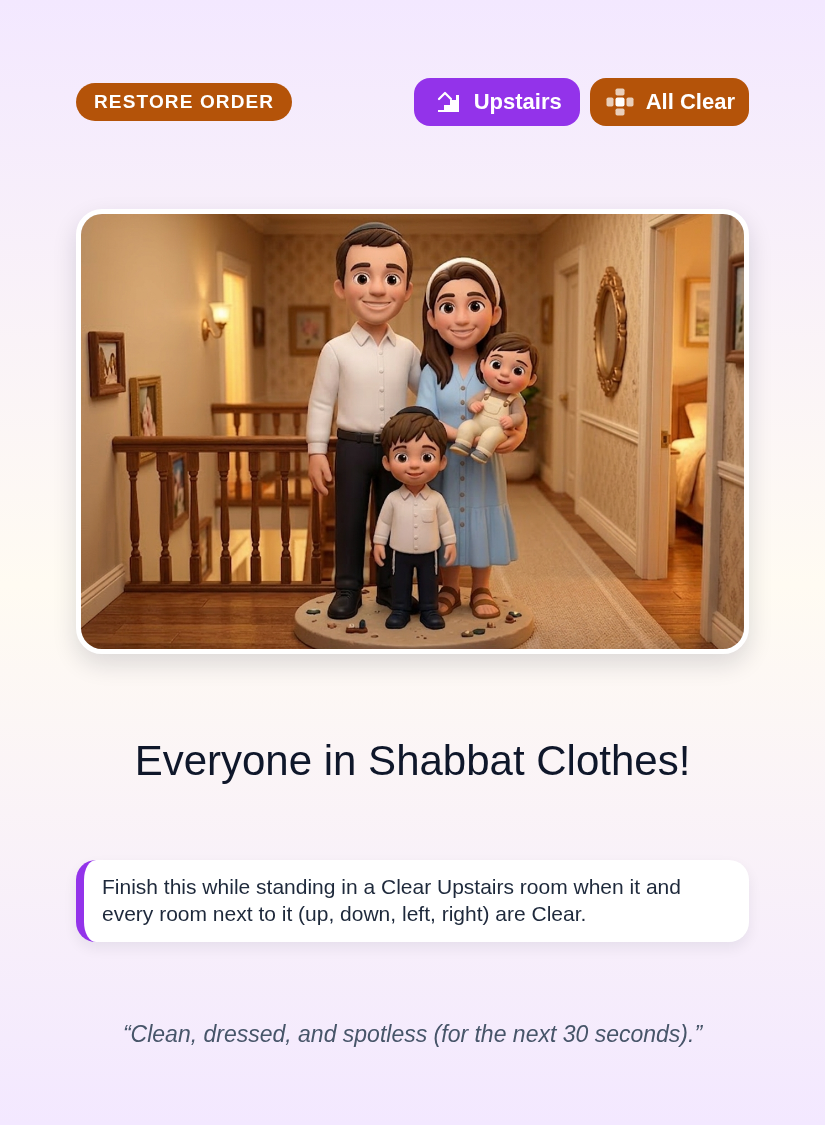 RESTORE ORDER
Upstairs
All Clear
Everyone in Shabbat Clothes!
Finish this while standing in a Clear Upstairs room when it and
every room next to it (up, down, left, right) are Clear.
“Clean, dressed, and spotless (for the next 30 seconds).”